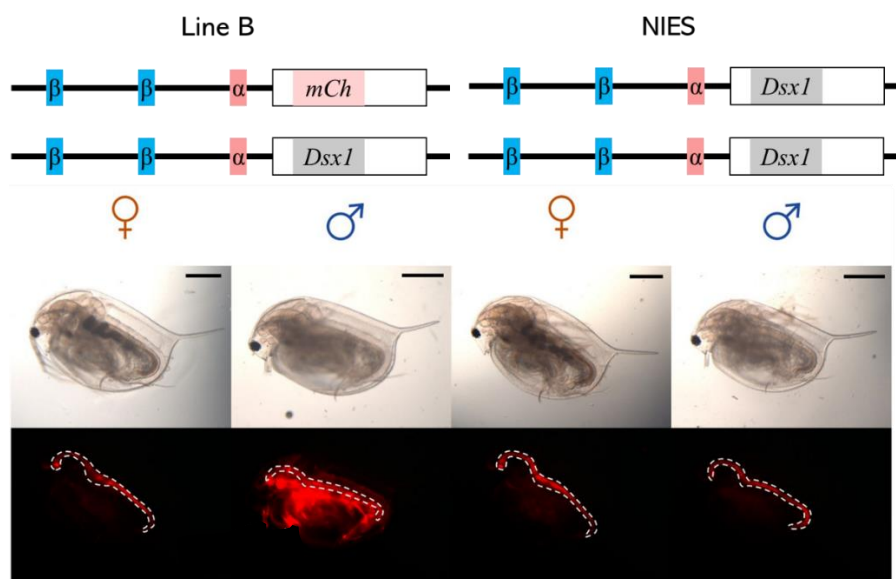 Line B NIES
β β α mCh β β α Dsx1
β β α Dsx1 β β α Dsx1
♀ ♂ ♀ ♂